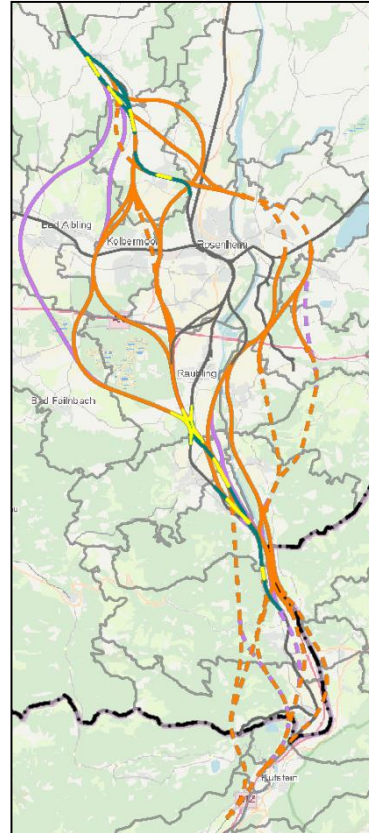 Bad Aibling
Kolbermoor
Rosenheim
Raubling
Bad Feilnbach
Kufstein